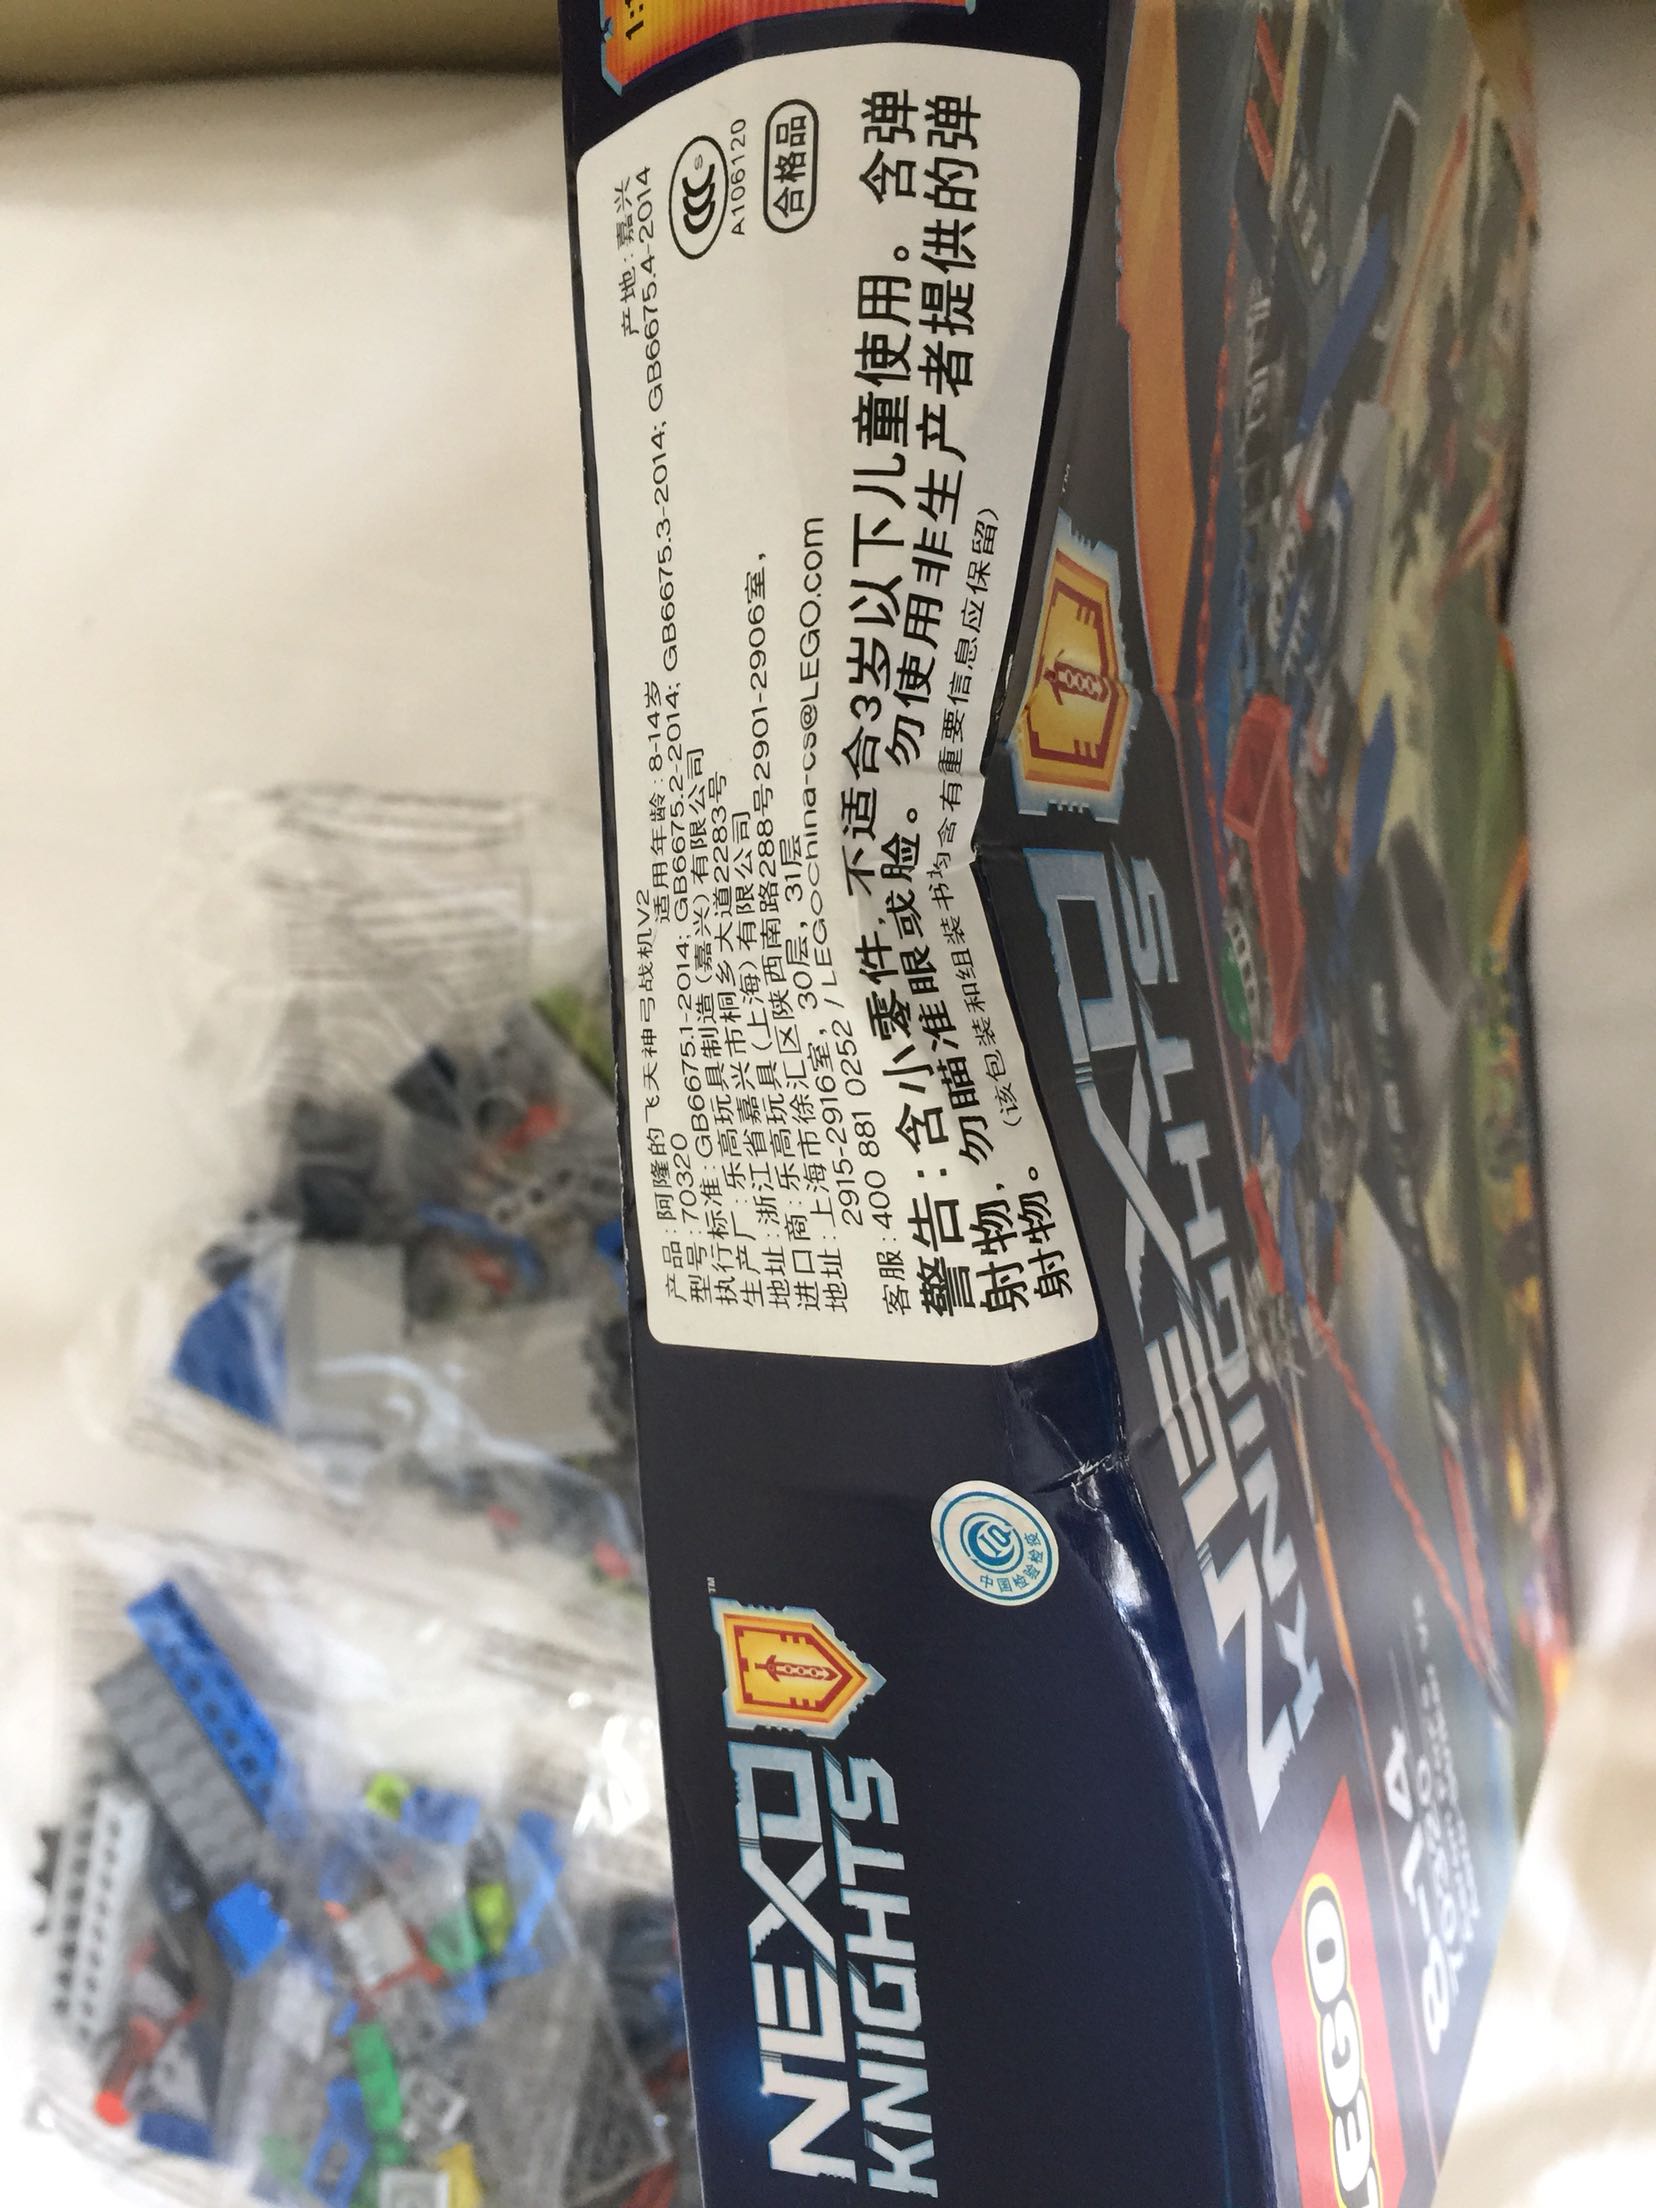 产品:阿隆的飞天神弓战机V2
产地:嘉兴
型号:70320
适用年龄:8-14岁
执行标准:GB6675.1-2014; GB6675.2-2014; GB6675.3-2014; GB6675.4-2014
生产厂:乐高玩具制造(嘉兴)有限公司
地址:浙江省嘉兴市桐乡大道2283号
进口商:乐高玩具(上海)有限公司
地址:上海市徐汇区陕西南路288号2901-2906室,
2915-2916室, 30层, 31层
客服:400 881 0252 / LEGOchina-cs@LEGO.com
CCC S
A106120
合格品
警告:含小零件,不适合3岁以下儿童使用。含弹
射物,勿瞄准眼或脸。勿使用非生产者提供的弹
射物。
(该包装和组装书均含有重要信息应保留)
1:1
中国检验检疫
CIQ
NEXO
KNIGHTS
TM
NEXO
KNIGHTS
TM
LEGO
8-14
70320